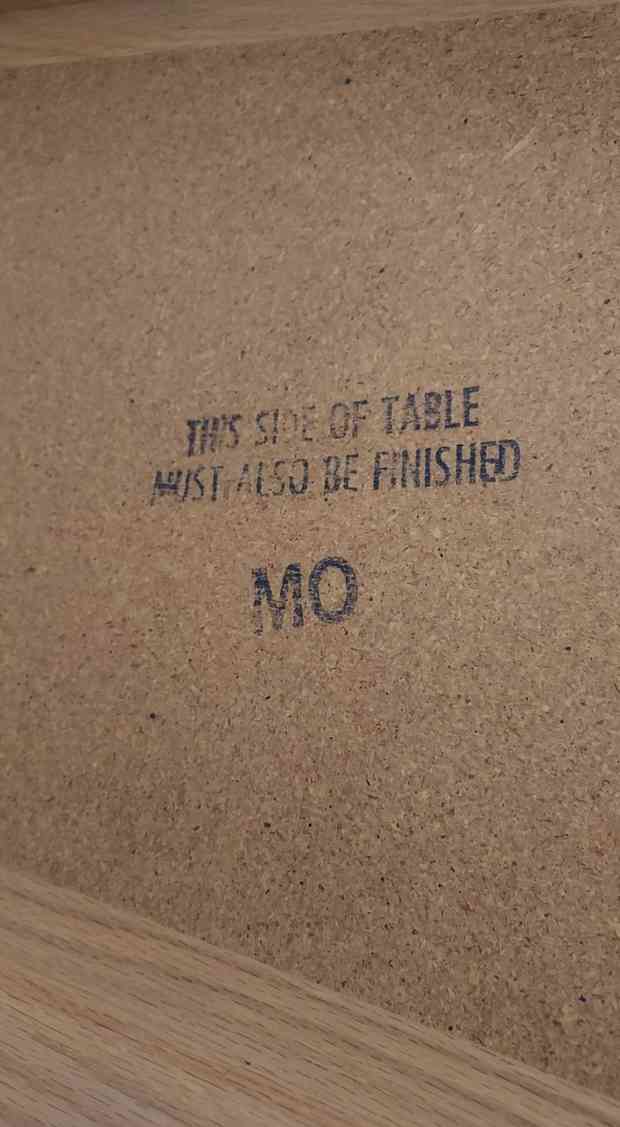 THIS SIDE OF TABLE
MUST ALSO BE FINISHED
MO